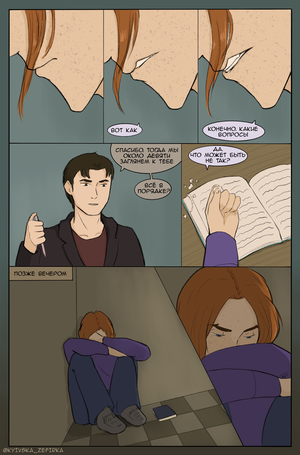 ВОТ КАК
КОНЕЧНО. КАКИЕ
ВОПРОСЫ
СПАСИБО. ТОГДА МЫ
ОКОЛО ДЕВЯТИ
ЗАГЛЯНЕМ К ТЕБЕ
ВСЁ В
ПОРЯДКЕ?
ДА.
ЧТО МОЖЕТ БЫТЬ
НЕ ТАК?
ПОЗЖЕ ВЕЧЕРОМ
@KYIVSKA_ZEFIRKA